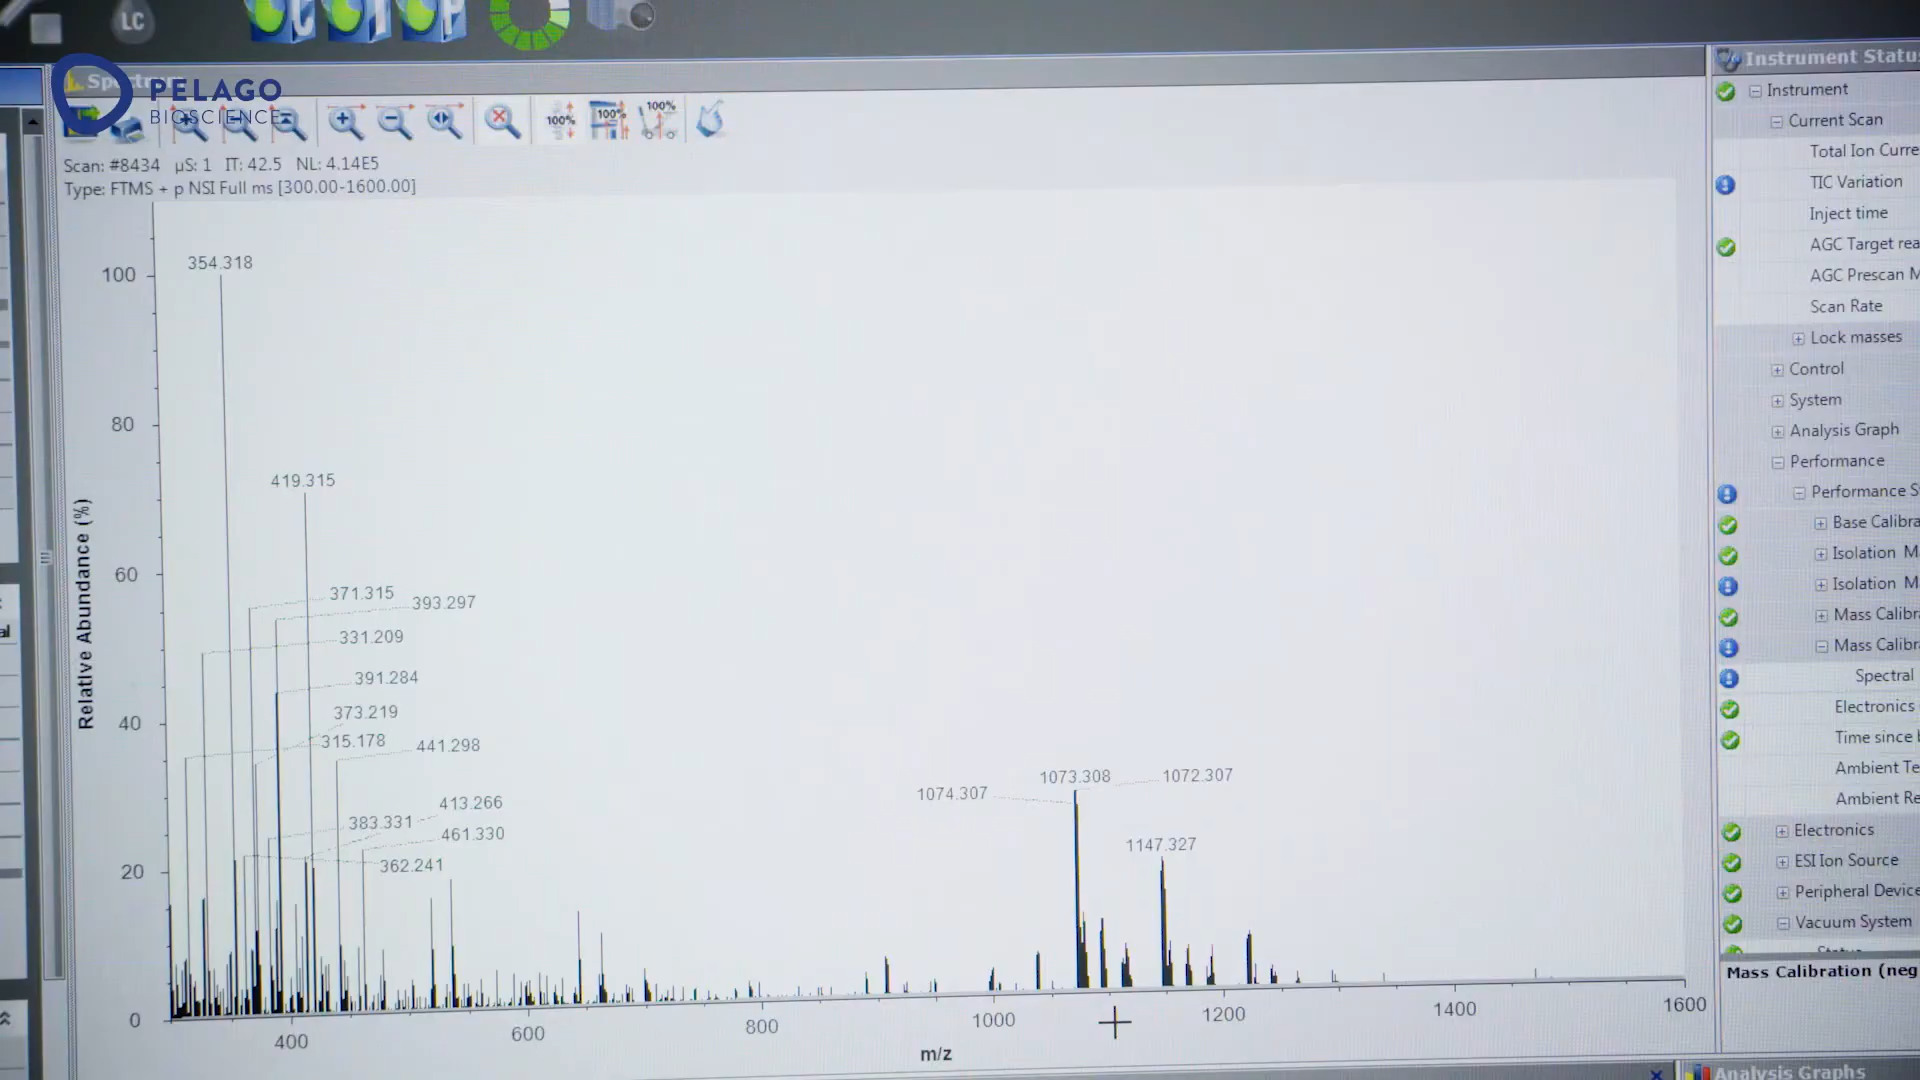 LC
PELAGO
BIOSCIENCE
100%
100%
100%
Scan: #8434 µS: 1 IT: 42.5 NL: 4.14E5
Type: FTMS + p NSI Full ms [300.00-1600.00]
Relative Abundance (%)
100
80
60
40
20
0
354.318
419.315
371.315
393.297
331.209
391.284
373.219
315.178
441.298
413.266
383.331
461.330
362.241
1073.308
1072.307
1074.307
1147.327
400
600
800
1000
1200
1400
1600
m/z
Instrument Status
Instrument
Current Scan
Total Ion Curre
TIC Variation
Inject time
AGC Target rea
AGC Prescan M
Scan Rate
Lock masses
Control
System
Analysis Graph
Performance
Performance S
Base Calibra
Isolation M
Isolation M
Mass Calibr
Mass Calibr
Spectral
Electronics
Time since b
Ambient Te
Ambient Re
Electronics
ESI Ion Source
Peripheral Device
Vacuum System
Mass Calibration (neg
Analysis Graphs